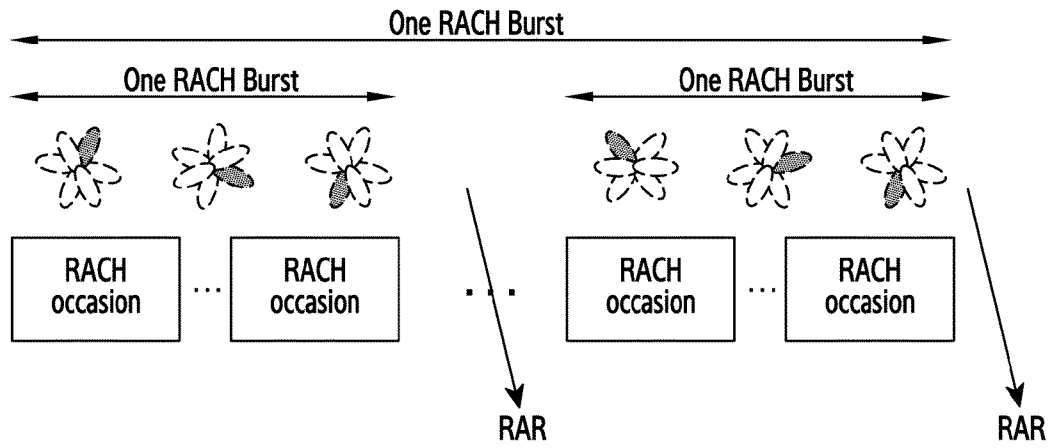 One RACH Burst
One RACH Burst
One RACH Burst
RACH
occasion
...
RACH
occasion
...
RACH
occasion
...
RACH
occasion
RAR
RAR